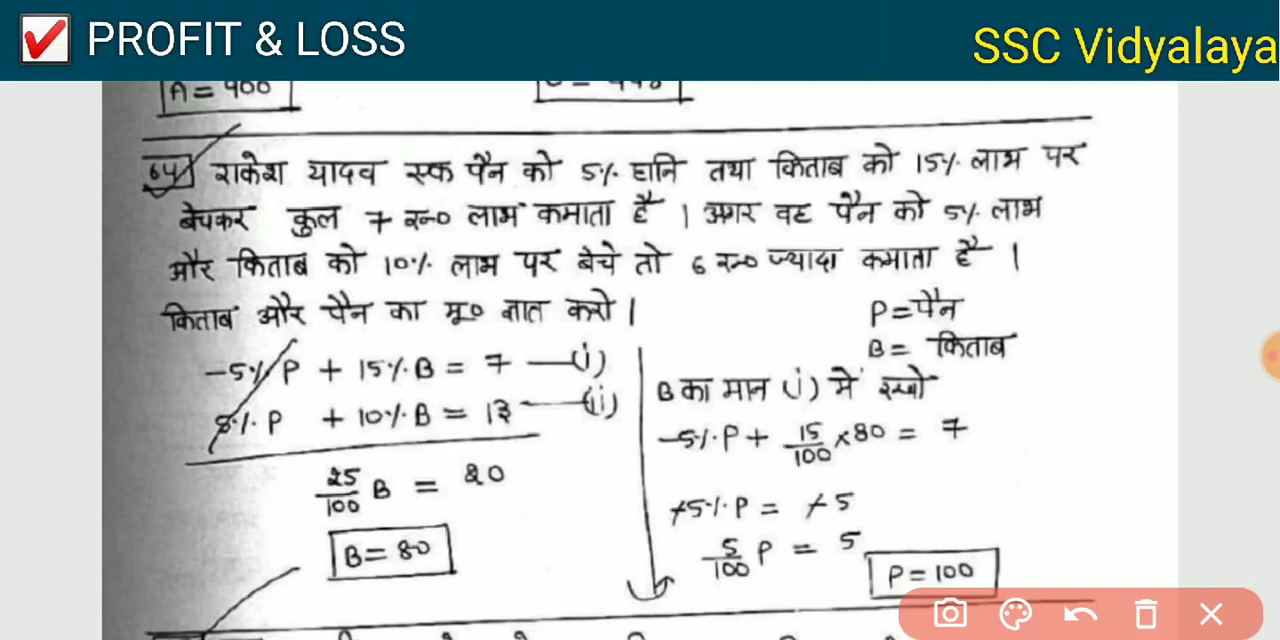 PROFIT & LOSS
SSC Vidyalaya
A = 400
64 राकेश यादव एक पैन को 5% हानि तथा किताब को 15% लाभ पर
बेचकर कुल 7 रू० लाभ कमाता है । अगर वह पैन को 5% लाभ
और किताब को 10% लाभ पर बेचे तो 6 रू० ज्यादा कमाता है ।
किताब और पैन का मू० ज्ञात करो ।
P = पैन
B = किताब
-5% P + 15% B = 7 —(i)
5% P + 10% B = 13 —(ii)
25/100 B = 20
B = 80
B का मान (i) में रखो
-5% P + 15/100 × 80 = 7
+5% P = +5
5/100 P = 5
P = 100